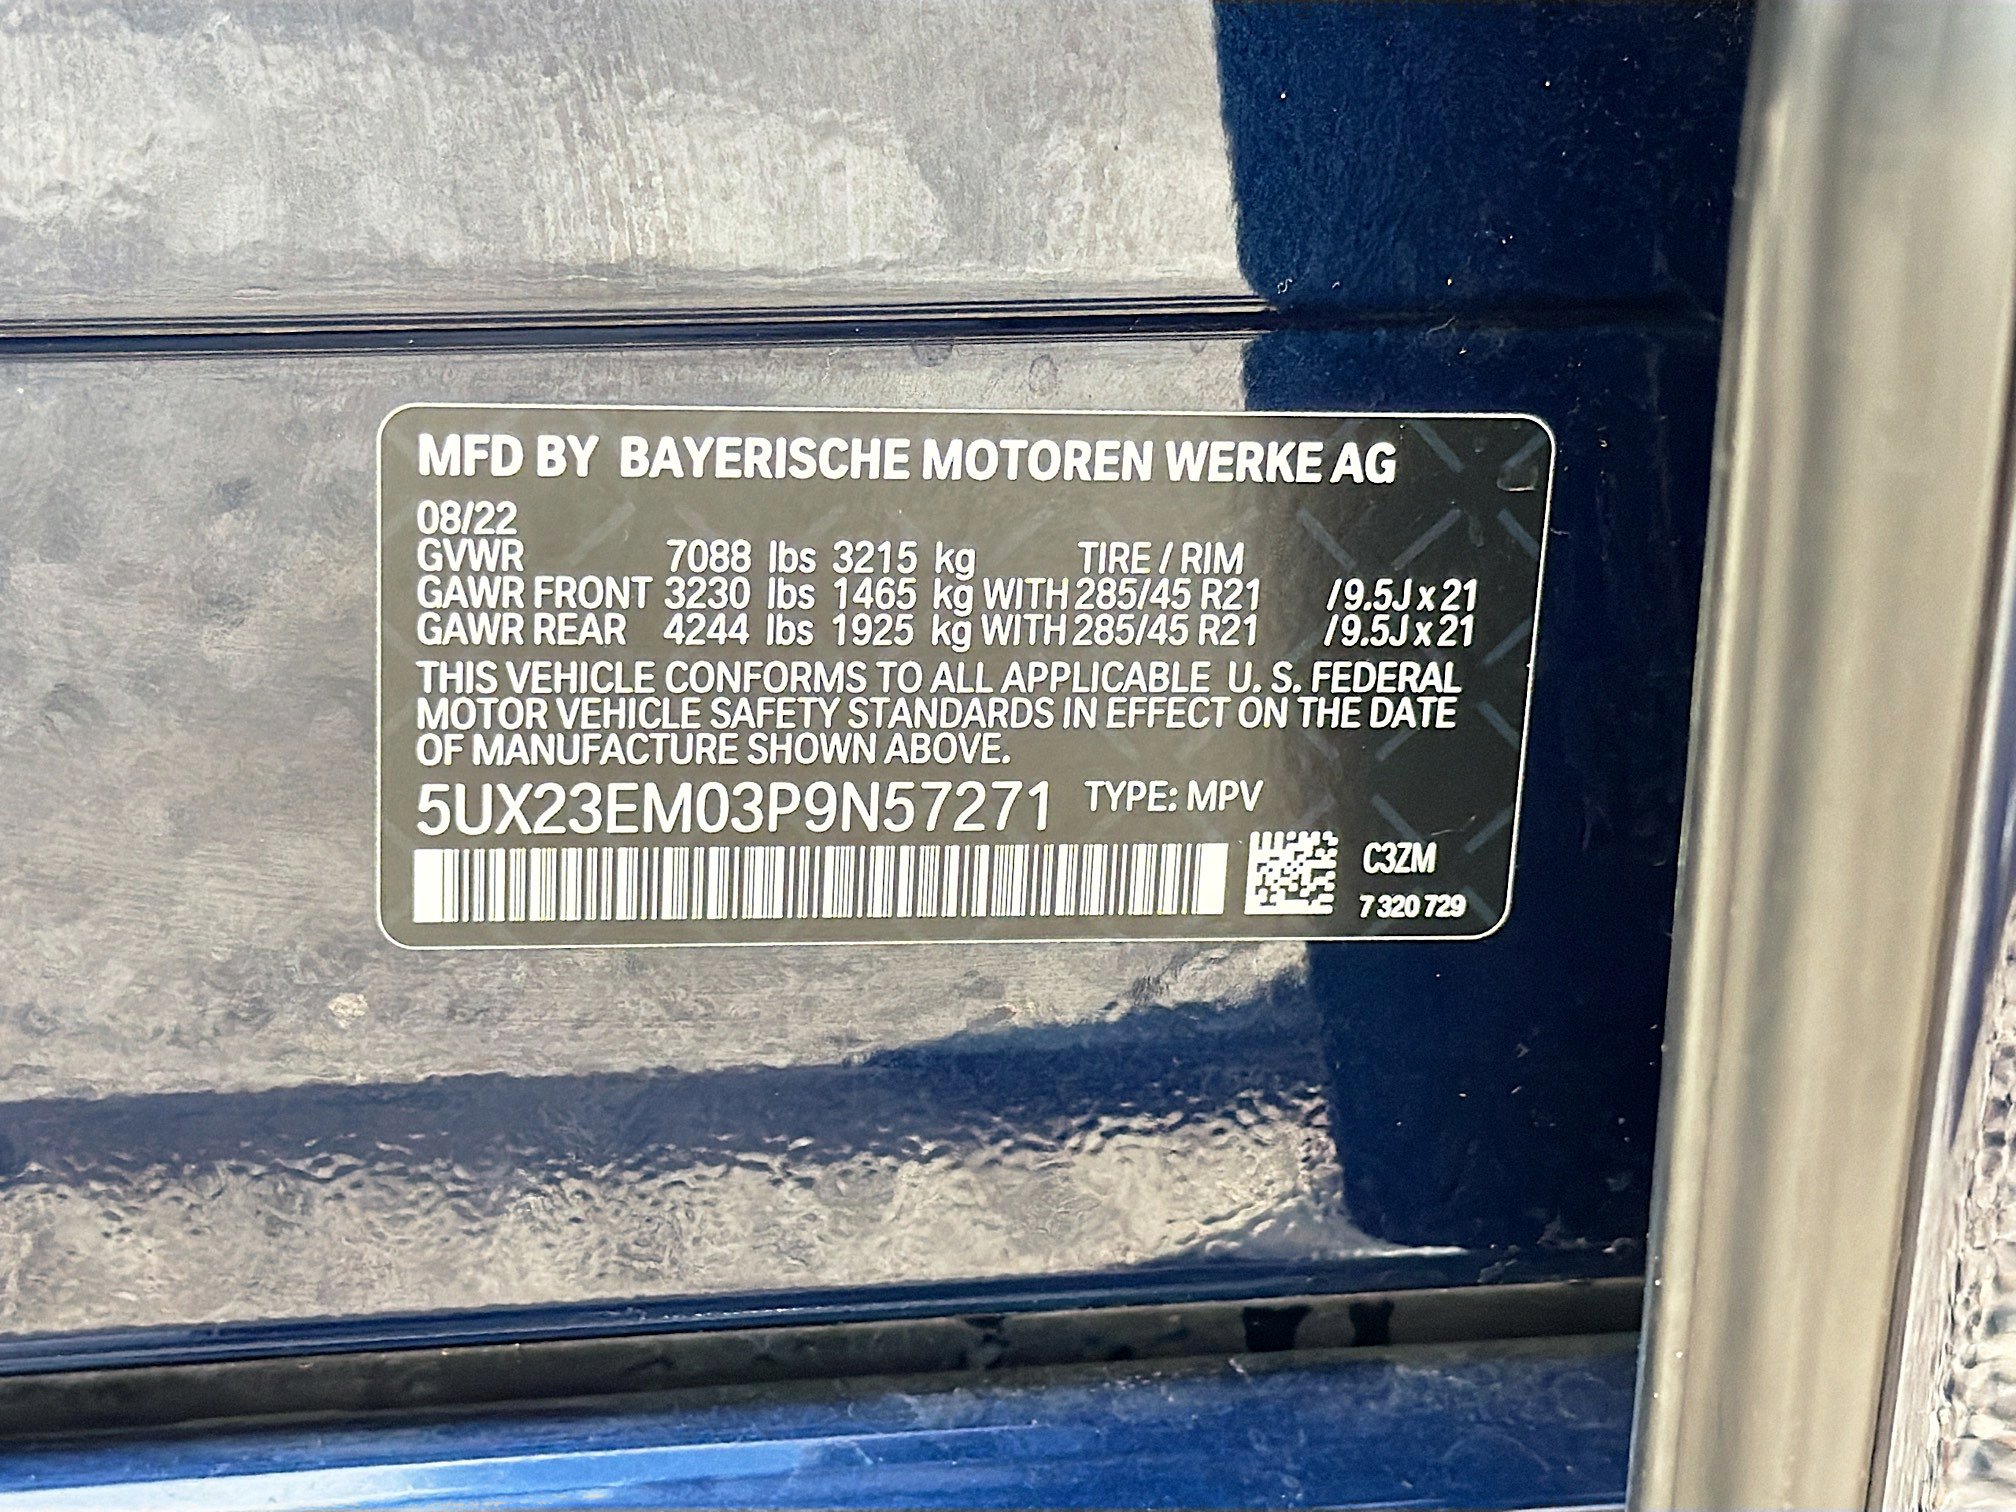 MFD BY BAYERISCHE MOTOREN WERKE AG
08/22
GVWR 7088 lbs 3215 kg TIRE / RIM
GAWR FRONT 3230 lbs 1465 kg WITH 285/45 R21 /9.5J x 21
GAWR REAR 4244 lbs 1925 kg WITH 285/45 R21 /9.5J x 21
THIS VEHICLE CONFORMS TO ALL APPLICABLE U. S. FEDERAL
MOTOR VEHICLE SAFETY STANDARDS IN EFFECT ON THE DATE
OF MANUFACTURE SHOWN ABOVE.
5UX23EM03P9N57271 TYPE: MPV
C3ZM
7 320 729